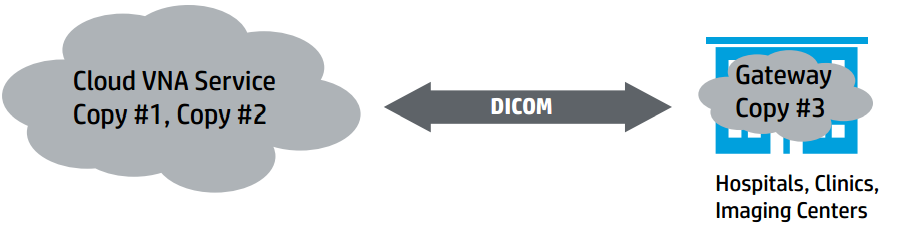 Cloud VNA Service
Copy #1, Copy #2
DICOM
Gateway
Copy #3
Hospitals, Clinics,
Imaging Centers